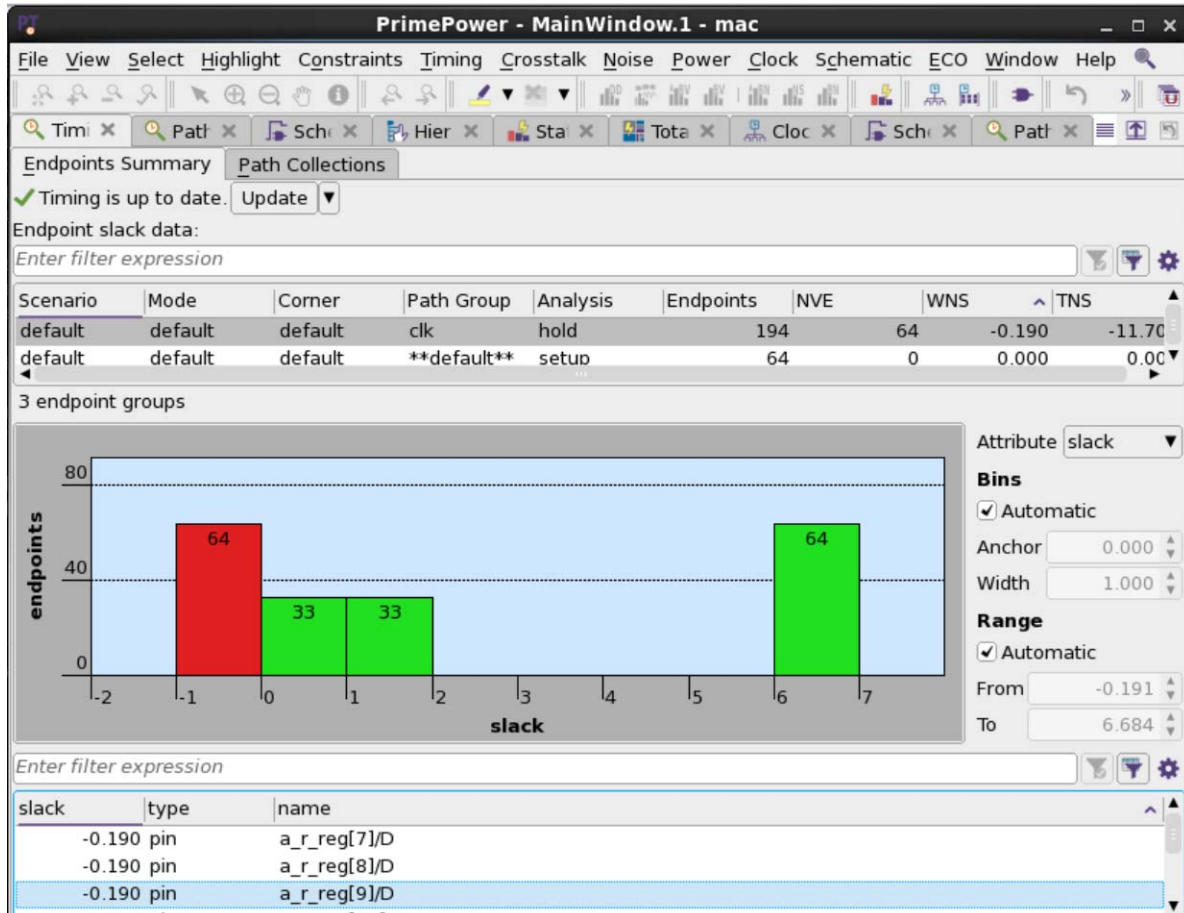 PT
PrimePower - MainWindow.1 - mac
File View Select Highlight Constraints Timing Crosstalk Noise Power Clock Schematic ECO Window Help
Timi Path Sche Hier Sta Tota Cloc Sche Path
Endpoints Summary Path Collections
Timing is up to date. Update
Endpoint slack data:
Enter filter expression
Scenario Mode Corner Path Group Analysis Endpoints NVE WNS TNS
default default default clk hold 194 64 -0.190 -11.70
default default default **default** setup 64 0 0.000 0.00
3 endpoint groups
Attribute slack
Bins
Automatic
Anchor 0.000
Width 1.000
Range
Automatic
From -0.191
To 6.684
80
40
0
endpoints
64
33
33
64
-2 -1 0 1 2 3 4 5 6 7
slack
Enter filter expression
slack type name
-0.190 pin a_r_reg[7]/D
-0.190 pin a_r_reg[8]/D
-0.190 pin a_r_reg[9]/D